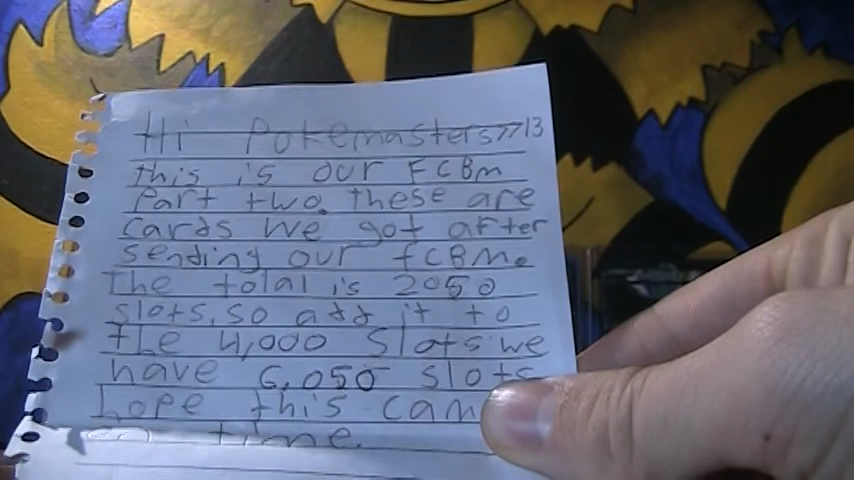 Hi Pokemasters7713
this is our FCBM
Part two. these are
cards we got after
sending our fCBM.
The total is 2050
slots, so add it to
the 4,000 Slots we
have 6,050 slots
hope this cam
time.